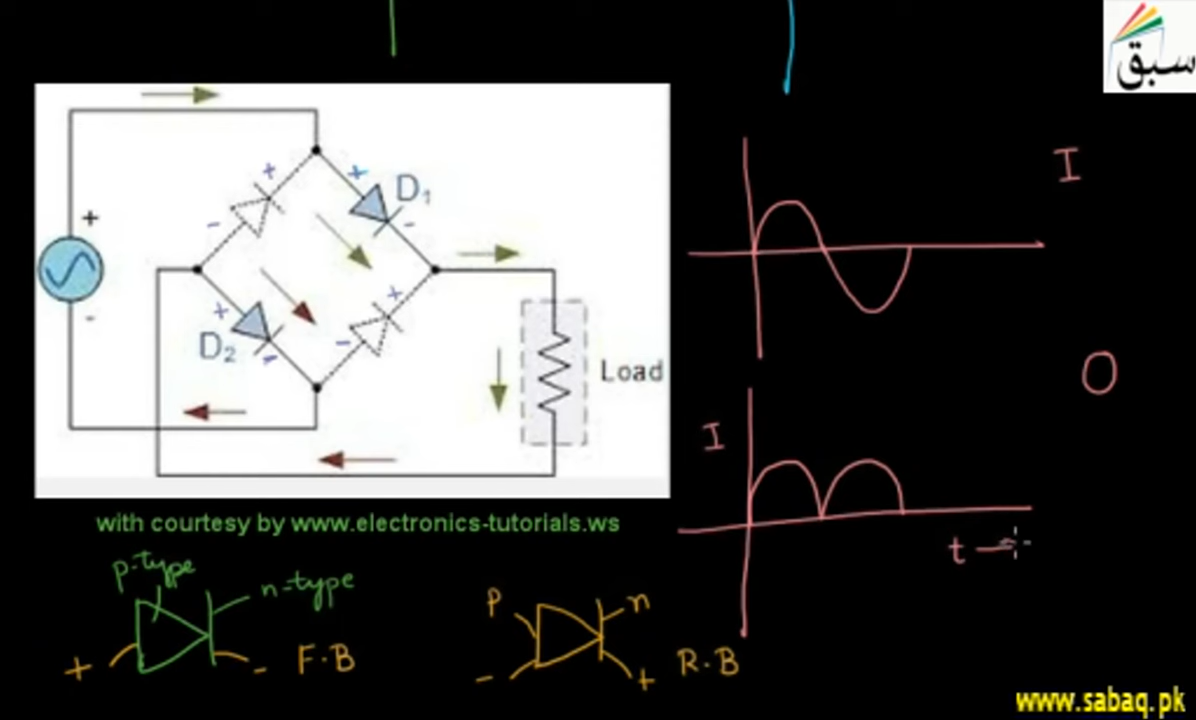 سبق
I
+
+
+
D₁
-
-
+
+
D₂
-
-
-
Load
O
I
with courtesy by www.electronics-tutorials.ws
t
p-type
n-type
+
-
F.B
P
n
-
+
R.B
www.sabaq.pk